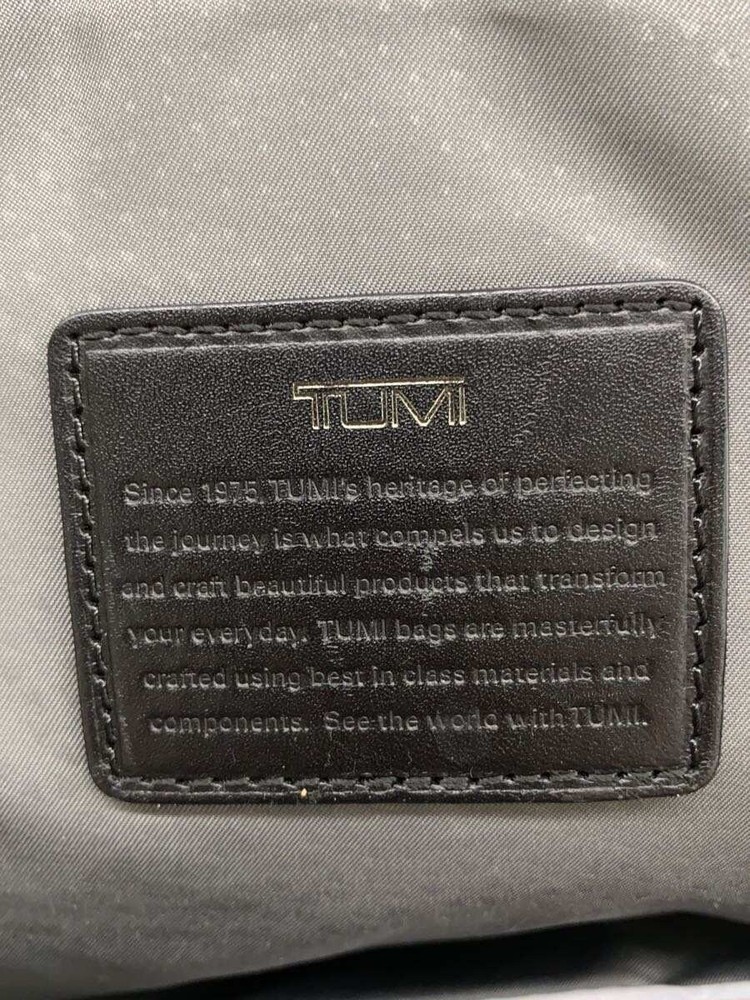 TUMI
Since 1975, TUMI's heritage of perfecting
the journey is what compels us to design
and craft beautiful products that transform
your everyday. TUMI bags are masterfully
crafted using best in class materials and
components. See the world with TUMI.